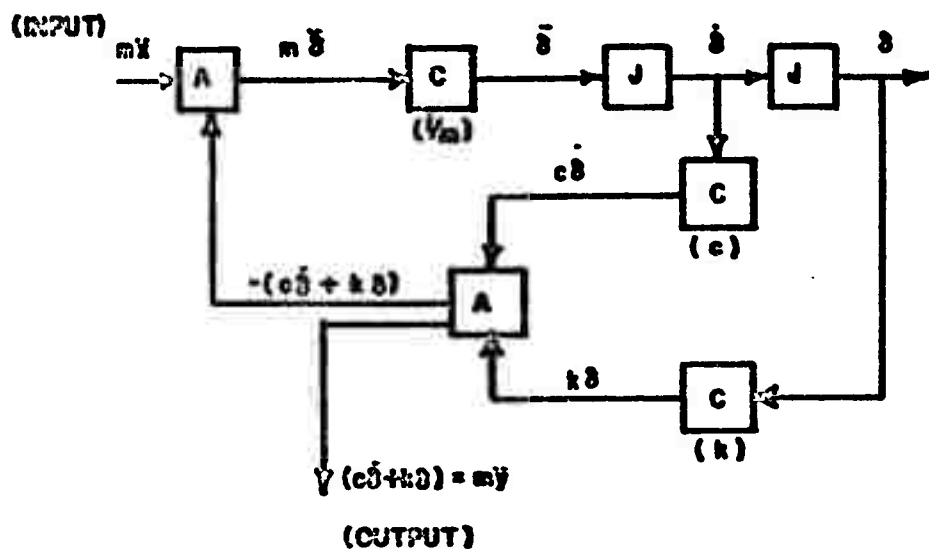 (INPUT)
mẍ
A
m δ̈
C
(1/m)
δ̈
J
δ̇
J
δ
cδ̇
C
(c)
-(cδ̇ + kδ)
A
kδ
C
(k)
(cδ̇+kδ) = mÿ
(OUTPUT)